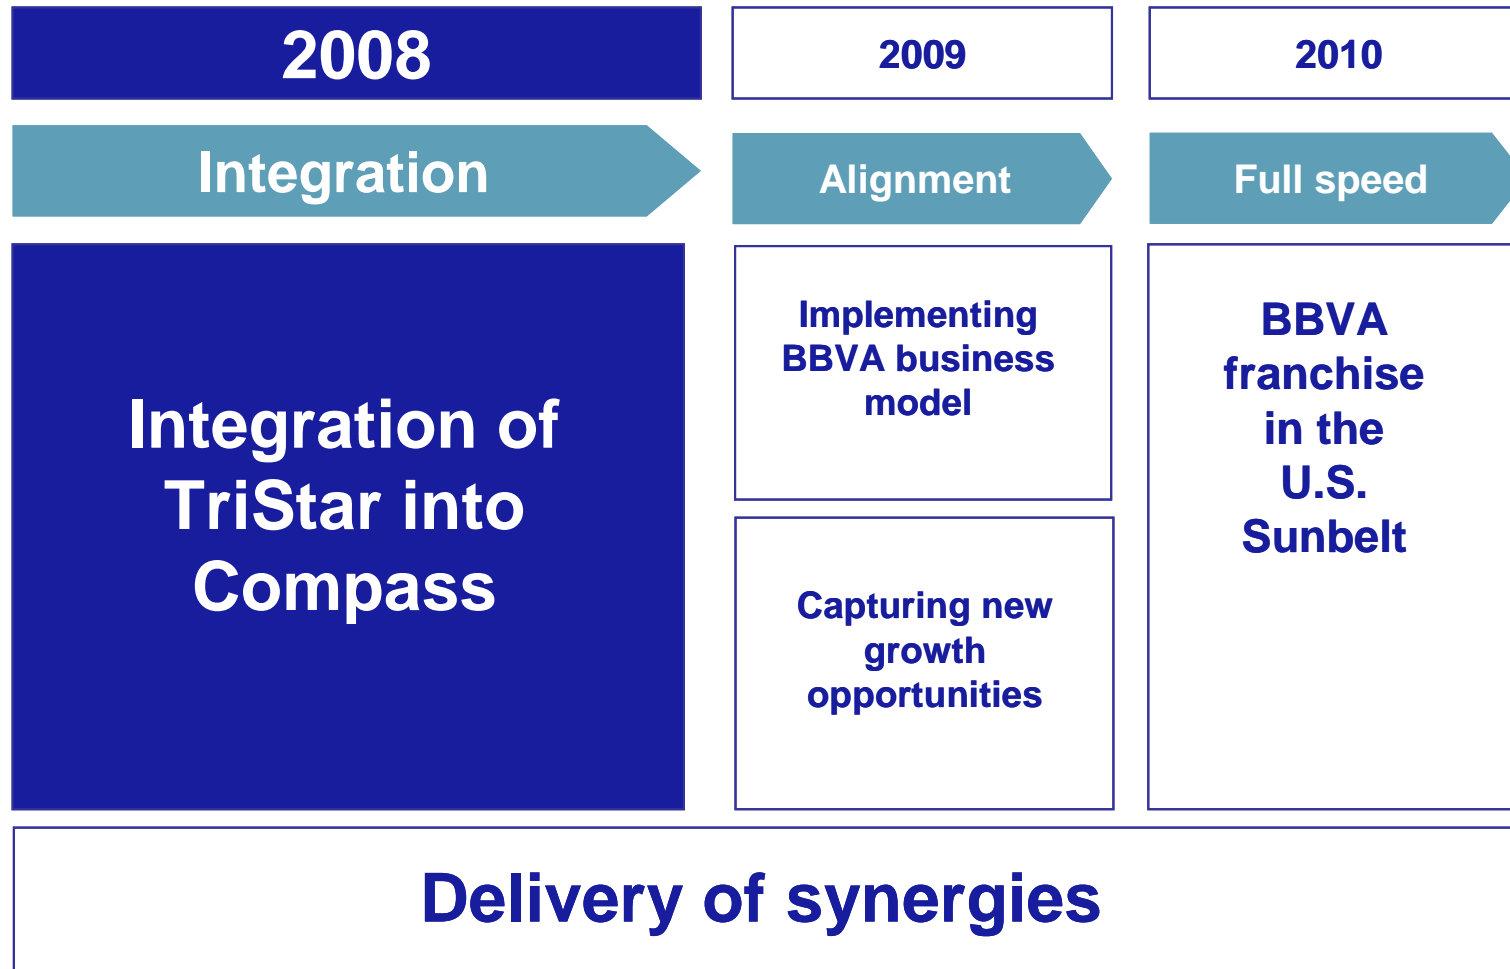 2008
2009
2010
Integration
Alignment
Full speed
Integration of
TriStar into
Compass
Implementing
BBVA business
model
Capturing new
growth
opportunities
BBVA
franchise
in the
U.S.
Sunbelt
Delivery of synergies